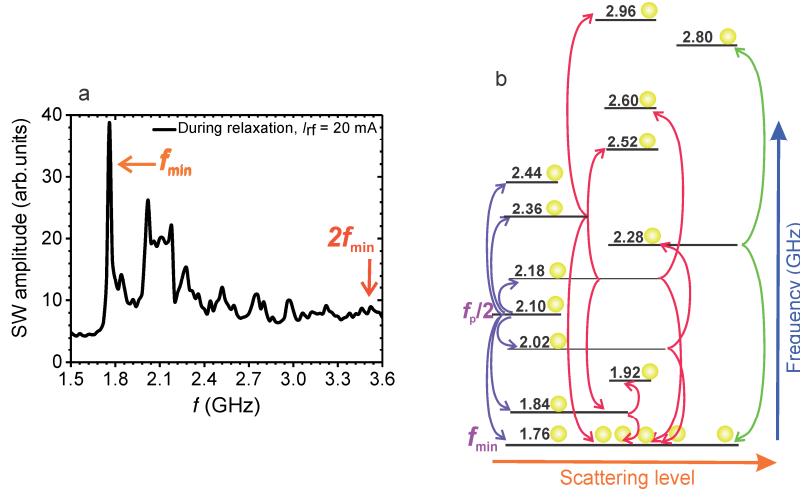 a
During relaxation, Irf = 20 mA
fmin
2fmin
SW amplitude (arb.units)
40
30
20
10
0
1.5 1.8 2.1 2.4 2.7 3.0 3.3 3.6
f (GHz)
b
2.96
2.80
2.60
2.52
2.44
2.36
2.28
2.18
fp/2 2.10
2.02
1.92
1.84
fmin 1.76
Frequency (GHz)
Scattering level